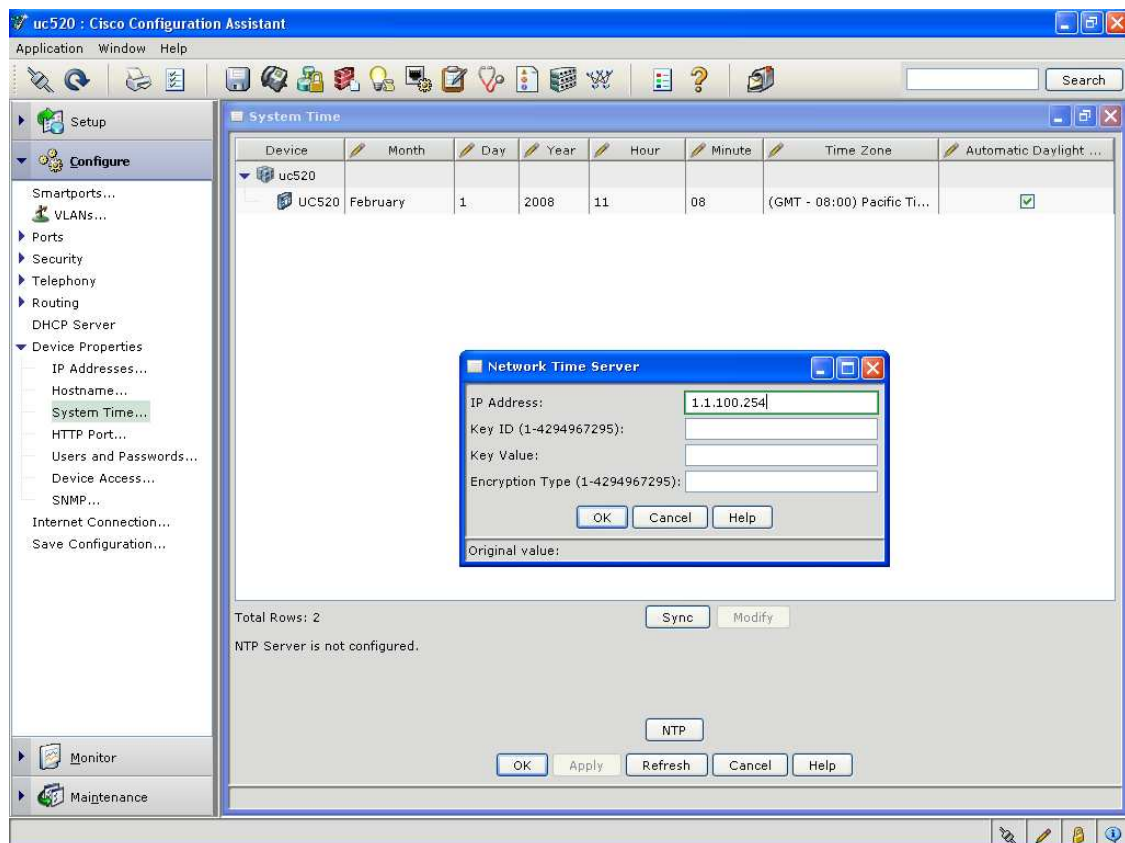 uc520 : Cisco Configuration Assistant
Application Window Help
Search
Setup
Configure
Smartports...
VLANs...
Ports
Security
Telephony
Routing
DHCP Server
Device Properties
IP Addresses...
Hostname...
System Time...
HTTP Port...
Users and Passwords...
Device Access...
SNMP...
Internet Connection...
Save Configuration...
Monitor
Maintenance
System Time
Device Month Day Year Hour Minute Time Zone Automatic Daylight ...
uc520
UC520 February 1 2008 11 08 (GMT - 08:00) Pacific Ti...
Network Time Server
IP Address: 1.1.100.254
Key ID (1-4294967295):
Key Value:
Encryption Type (1-4294967295):
OK Cancel Help
Original value:
Total Rows: 2 Sync Modify
NTP Server is not configured.
NTP
OK Apply Refresh Cancel Help